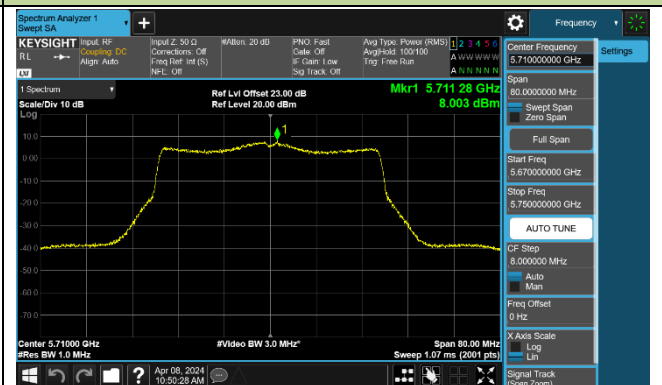 Spectrum Analyzer 1
Swept SA
+
Frequency
KEYSIGHT
RL
LXI
Input: RF
Coupling: DC
Align: Auto
Input Z: 50 Ω
Corrections: Off
Freq Ref: Int (S)
NFE: Off
#Atten: 20 dB
PNO: Fast
Gate: Off
IF Gain: Low
Sig Track: Off
Avg Type: Power (RMS)
Avg|Hold: 100/100
Trig: Free Run
1 2 3 4 5 6
A W W W W W
A N N N N N
Center Frequency
5.710000000 GHz
Settings
Span
80.0000000 MHz
Swept Span
Zero Span
Full Span
Start Freq
5.670000000 GHz
Stop Freq
5.750000000 GHz
AUTO TUNE
CF Step
8.000000 MHz
Auto
Man
Freq Offset
0 Hz
X Axis Scale
Log
Lin
Signal Track
(Span Zoom)
1 Spectrum
Scale/Div 10 dB
Log
Ref Lvl Offset 23.00 dB
Ref Level 20.00 dBm
Mkr1 5.711 28 GHz
8.003 dBm
1
10.0
0.00
-10.0
-20.0
-30.0
-40.0
-50.0
-60.0
-70.0
Center 5.71000 GHz
#Res BW 1.0 MHz
#Video BW 3.0 MHz*
Span 80.00 MHz
Sweep 1.07 ms (2001 pts)
?
Apr 08, 2024
10:50:28 AM